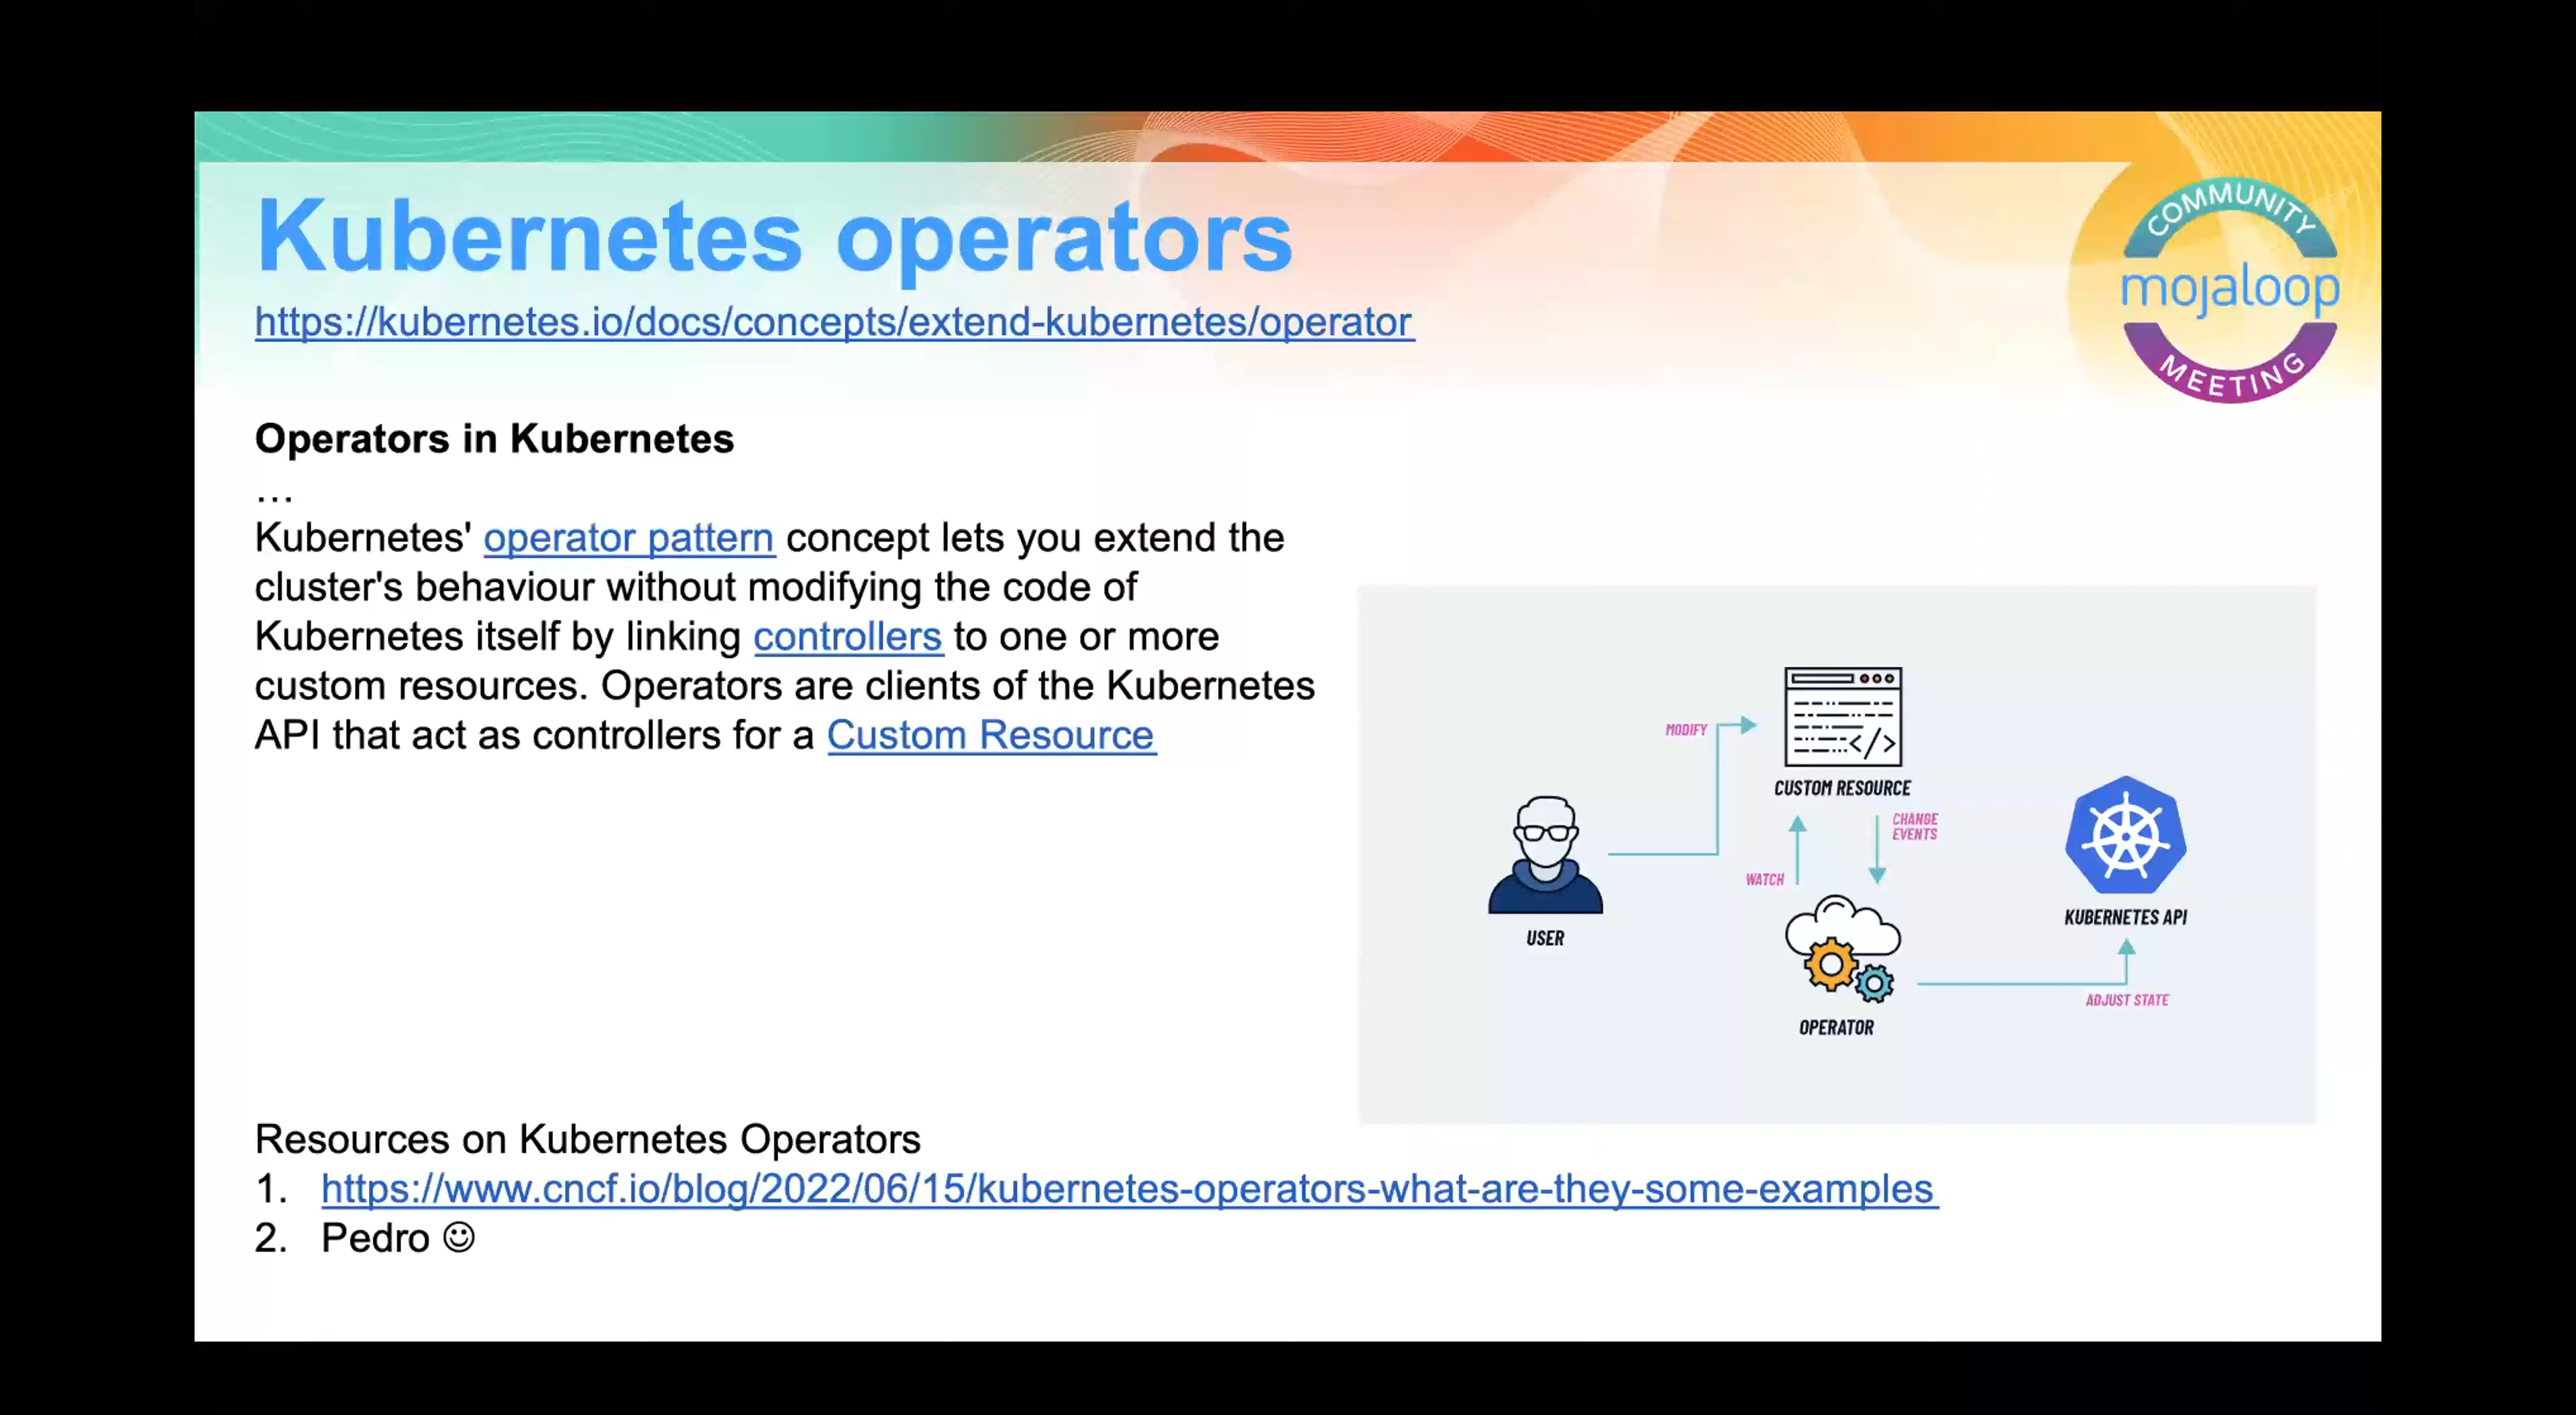 Kubernetes operators
https://kubernetes.io/docs/concepts/extend-kubernetes/operator
COMMUNITY
mojaloop
MEETING
Operators in Kubernetes
…
Kubernetes' operator pattern concept lets you extend the
cluster's behaviour without modifying the code of
Kubernetes itself by linking controllers to one or more
custom resources. Operators are clients of the Kubernetes
API that act as controllers for a Custom Resource
MODIFY
</>
CUSTOM RESOURCE
CHANGE
EVENTS
WATCH
KUBERNETES API
USER
ADJUST STATE
OPERATOR
Resources on Kubernetes Operators
1. https://www.cncf.io/blog/2022/06/15/kubernetes-operators-what-are-they-some-examples
2. Pedro ☺